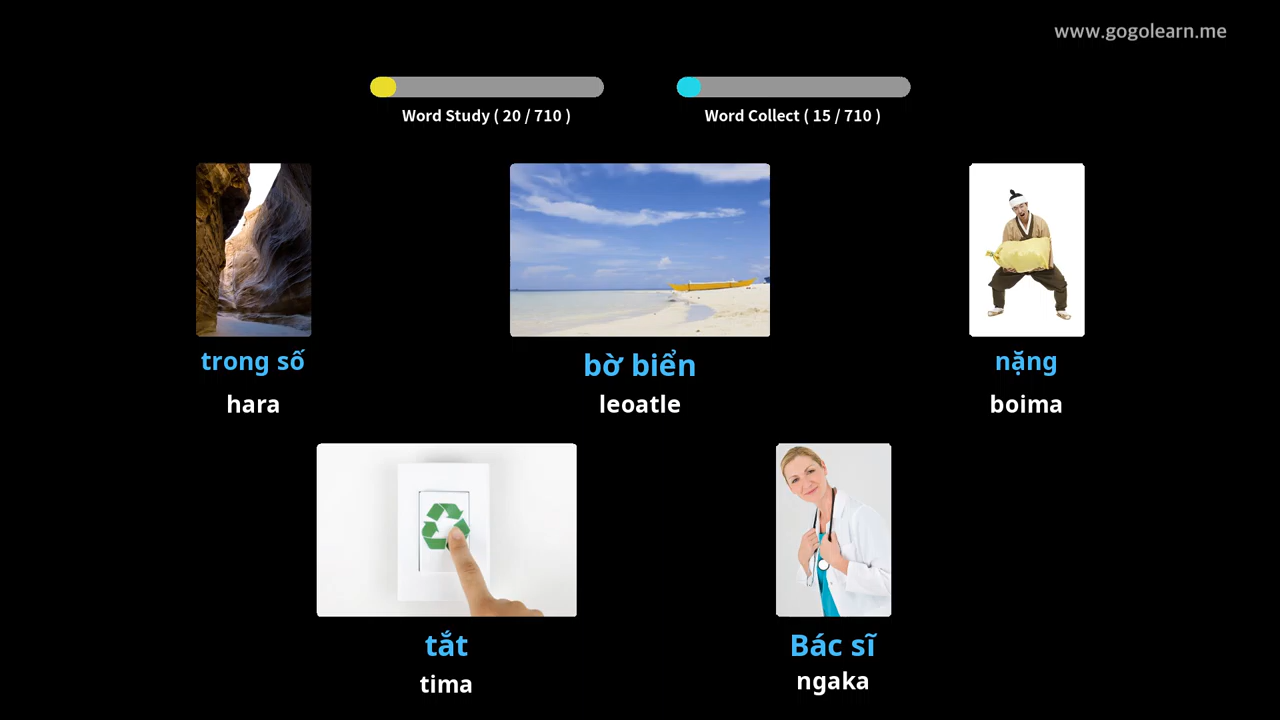 www.gogolearn.me
Word Study ( 20 / 710 )
Word Collect ( 15 / 710 )
trong số
hara
bờ biển
leoatle
nặng
boima
tắt
tima
Bác sĩ
ngaka